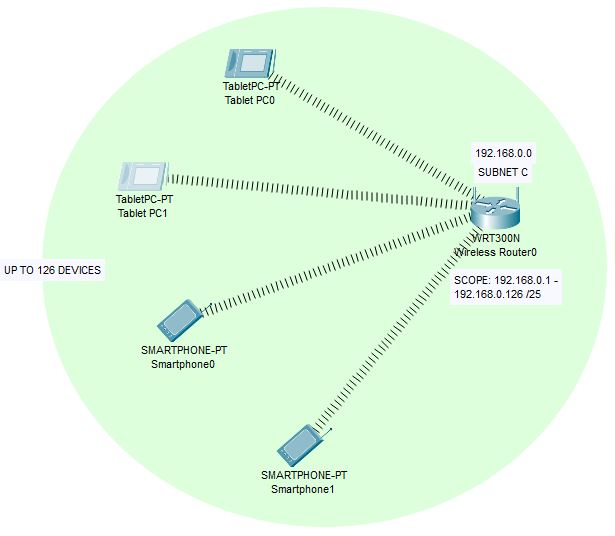 TabletPC-PT
Tablet PC0
192.168.0.0
SUBNET C
TabletPC-PT
Tablet PC1
WRT300N
Wireless Router0
UP TO 126 DEVICES
SCOPE: 192.168.0.1 -
192.168.0.126 /25
SMARTPHONE-PT
Smartphone0
SMARTPHONE-PT
Smartphone1